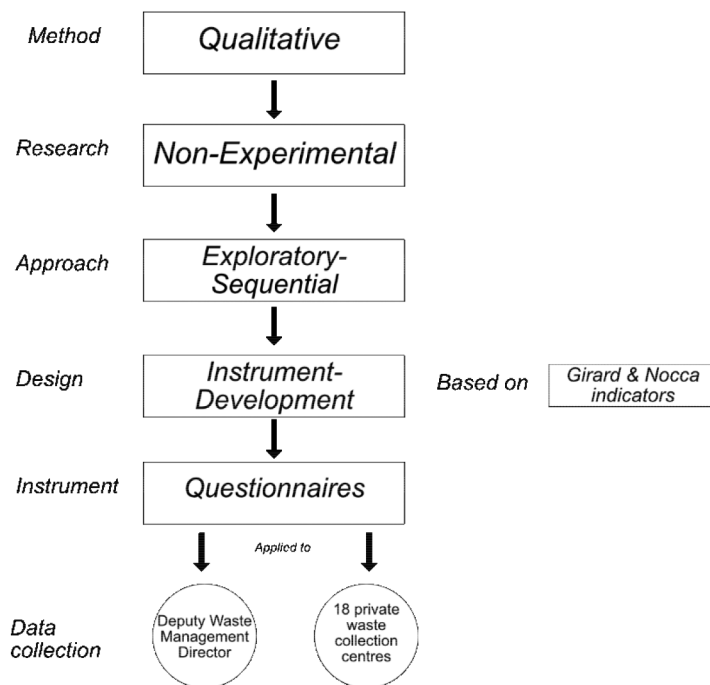 Method
Qualitative
Research
Non-Experimental
Approach
Exploratory-
Sequential
Design
Instrument-
Development
Based on
Girard & Nocca
indicators
Instrument
Questionnaires
Applied to
Data
collection
Deputy Waste
Management
Director
18 private
waste
collection
centres